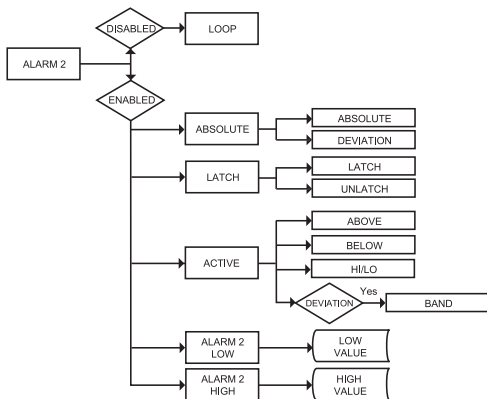 DISABLED
LOOP
ALARM 2
ENABLED
ABSOLUTE
ABSOLUTE
DEVIATION
LATCH
LATCH
UNLATCH
ACTIVE
ABOVE
BELOW
HI/LO
DEVIATION
Yes
BAND
ALARM 2
LOW
LOW
VALUE
ALARM 2
HIGH
HIGH
VALUE